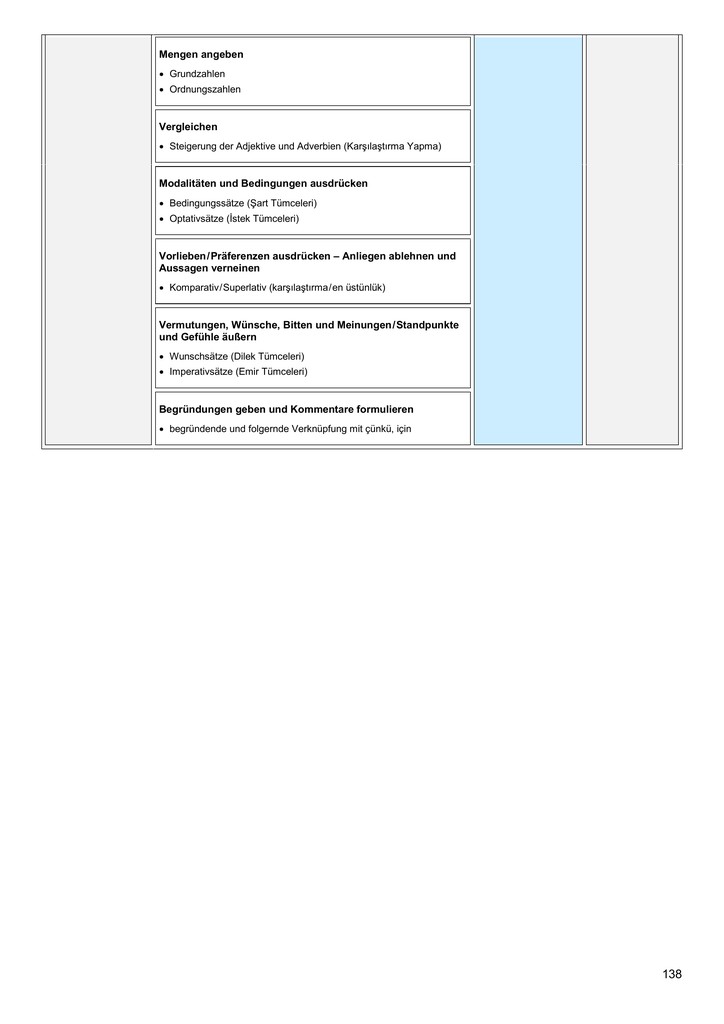 Mengen angeben
• Grundzahlen
• Ordnungszahlen
Vergleichen
• Steigerung der Adjektive und Adverbien (Karşılaştırma Yapma)
Modalitäten und Bedingungen ausdrücken
• Bedingungssätze (Şart Tümceleri)
• Optativsätze (İstek Tümceleri)
Vorlieben/Präferenzen ausdrücken – Anliegen ablehnen und
Aussagen verneinen
• Komparativ/Superlativ (karşılaştırma/en üstünlük)
Vermutungen, Wünsche, Bitten und Meinungen/Standpunkte
und Gefühle äußern
• Wunschsätze (Dilek Tümceleri)
• Imperativsätze (Emir Tümceleri)
Begründungen geben und Kommentare formulieren
• begründende und folgernde Verknüpfung mit çünkü, için
138